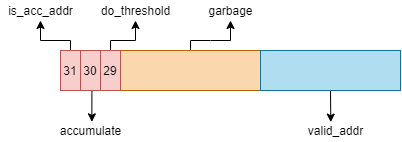 is_acc_addr do_threshold garbage
31 30 29
accumulate valid_addr